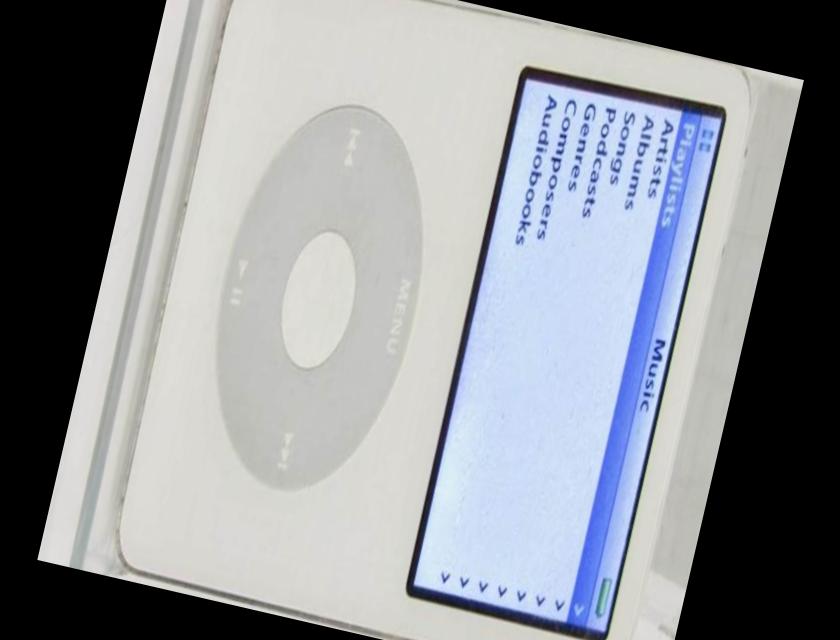 Music
Playlists
Artists
Albums
Songs
Podcasts
Genres
Composers
Audiobooks
MENU